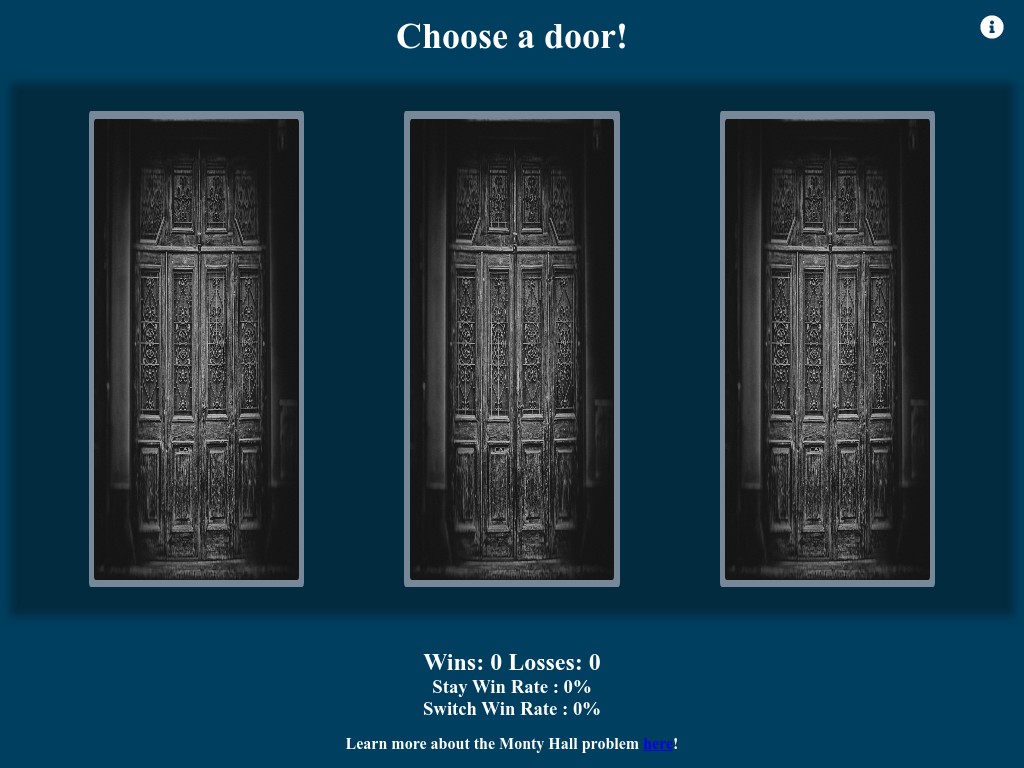 Choose a door!
Wins: 0 Losses: 0
Stay Win Rate : 0%
Switch Win Rate : 0%
Learn more about the Monty Hall problem here!